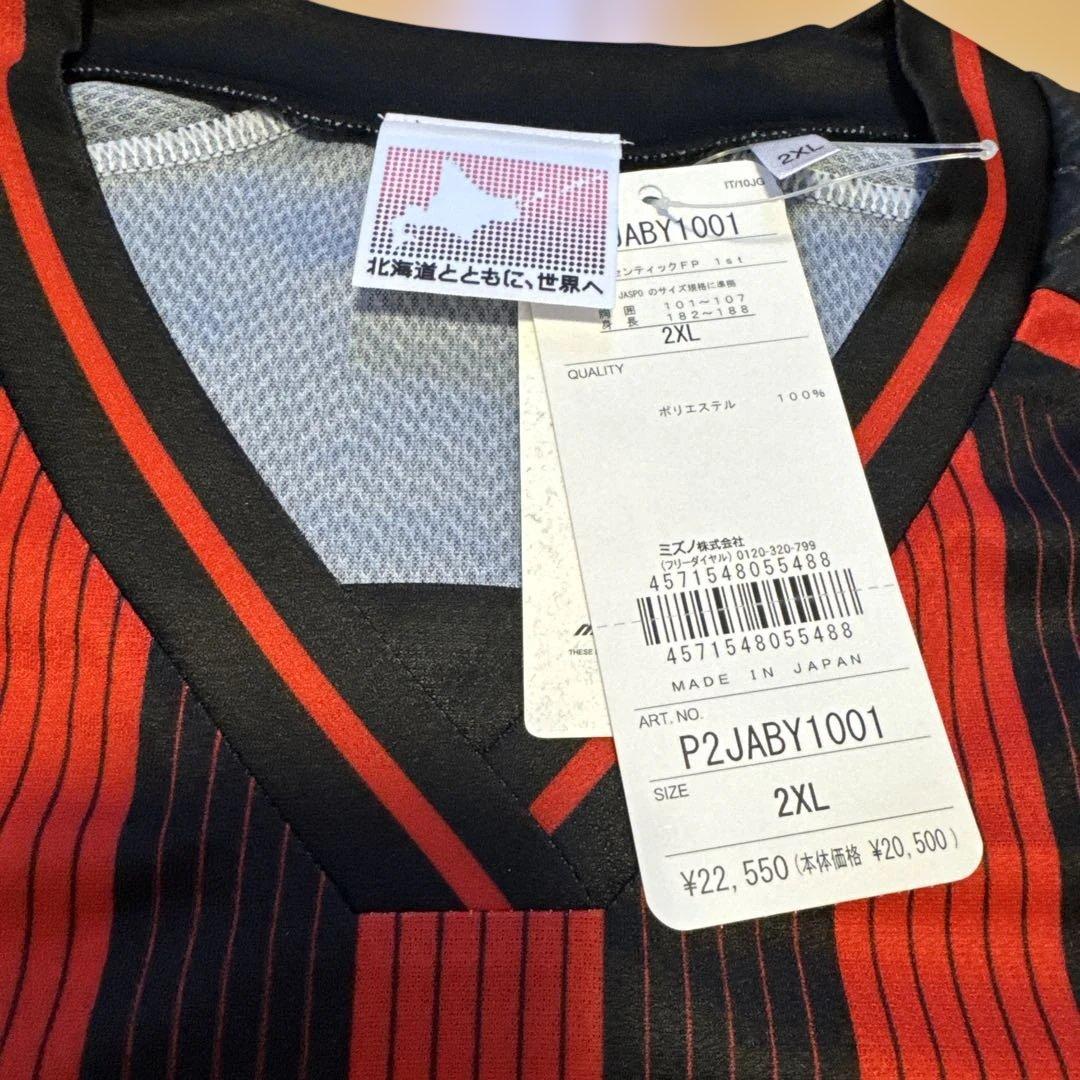 北海道とともに、世界へ
2XL
IT/10JG
JABY1001
センティックFP 1st
JASPO のサイズ規格に準拠
胸囲 101~107
身長 182~188
2XL
QUALITY
ポリエステル 100%
ミズノ株式会社
(フリーダイヤル) 0120-320-799
4571548055488
4571548055488
MADE IN JAPAN
THESE
ART. NO.
P2JABY1001
SIZE
2XL
¥22,550(本体価格 ¥20,500)